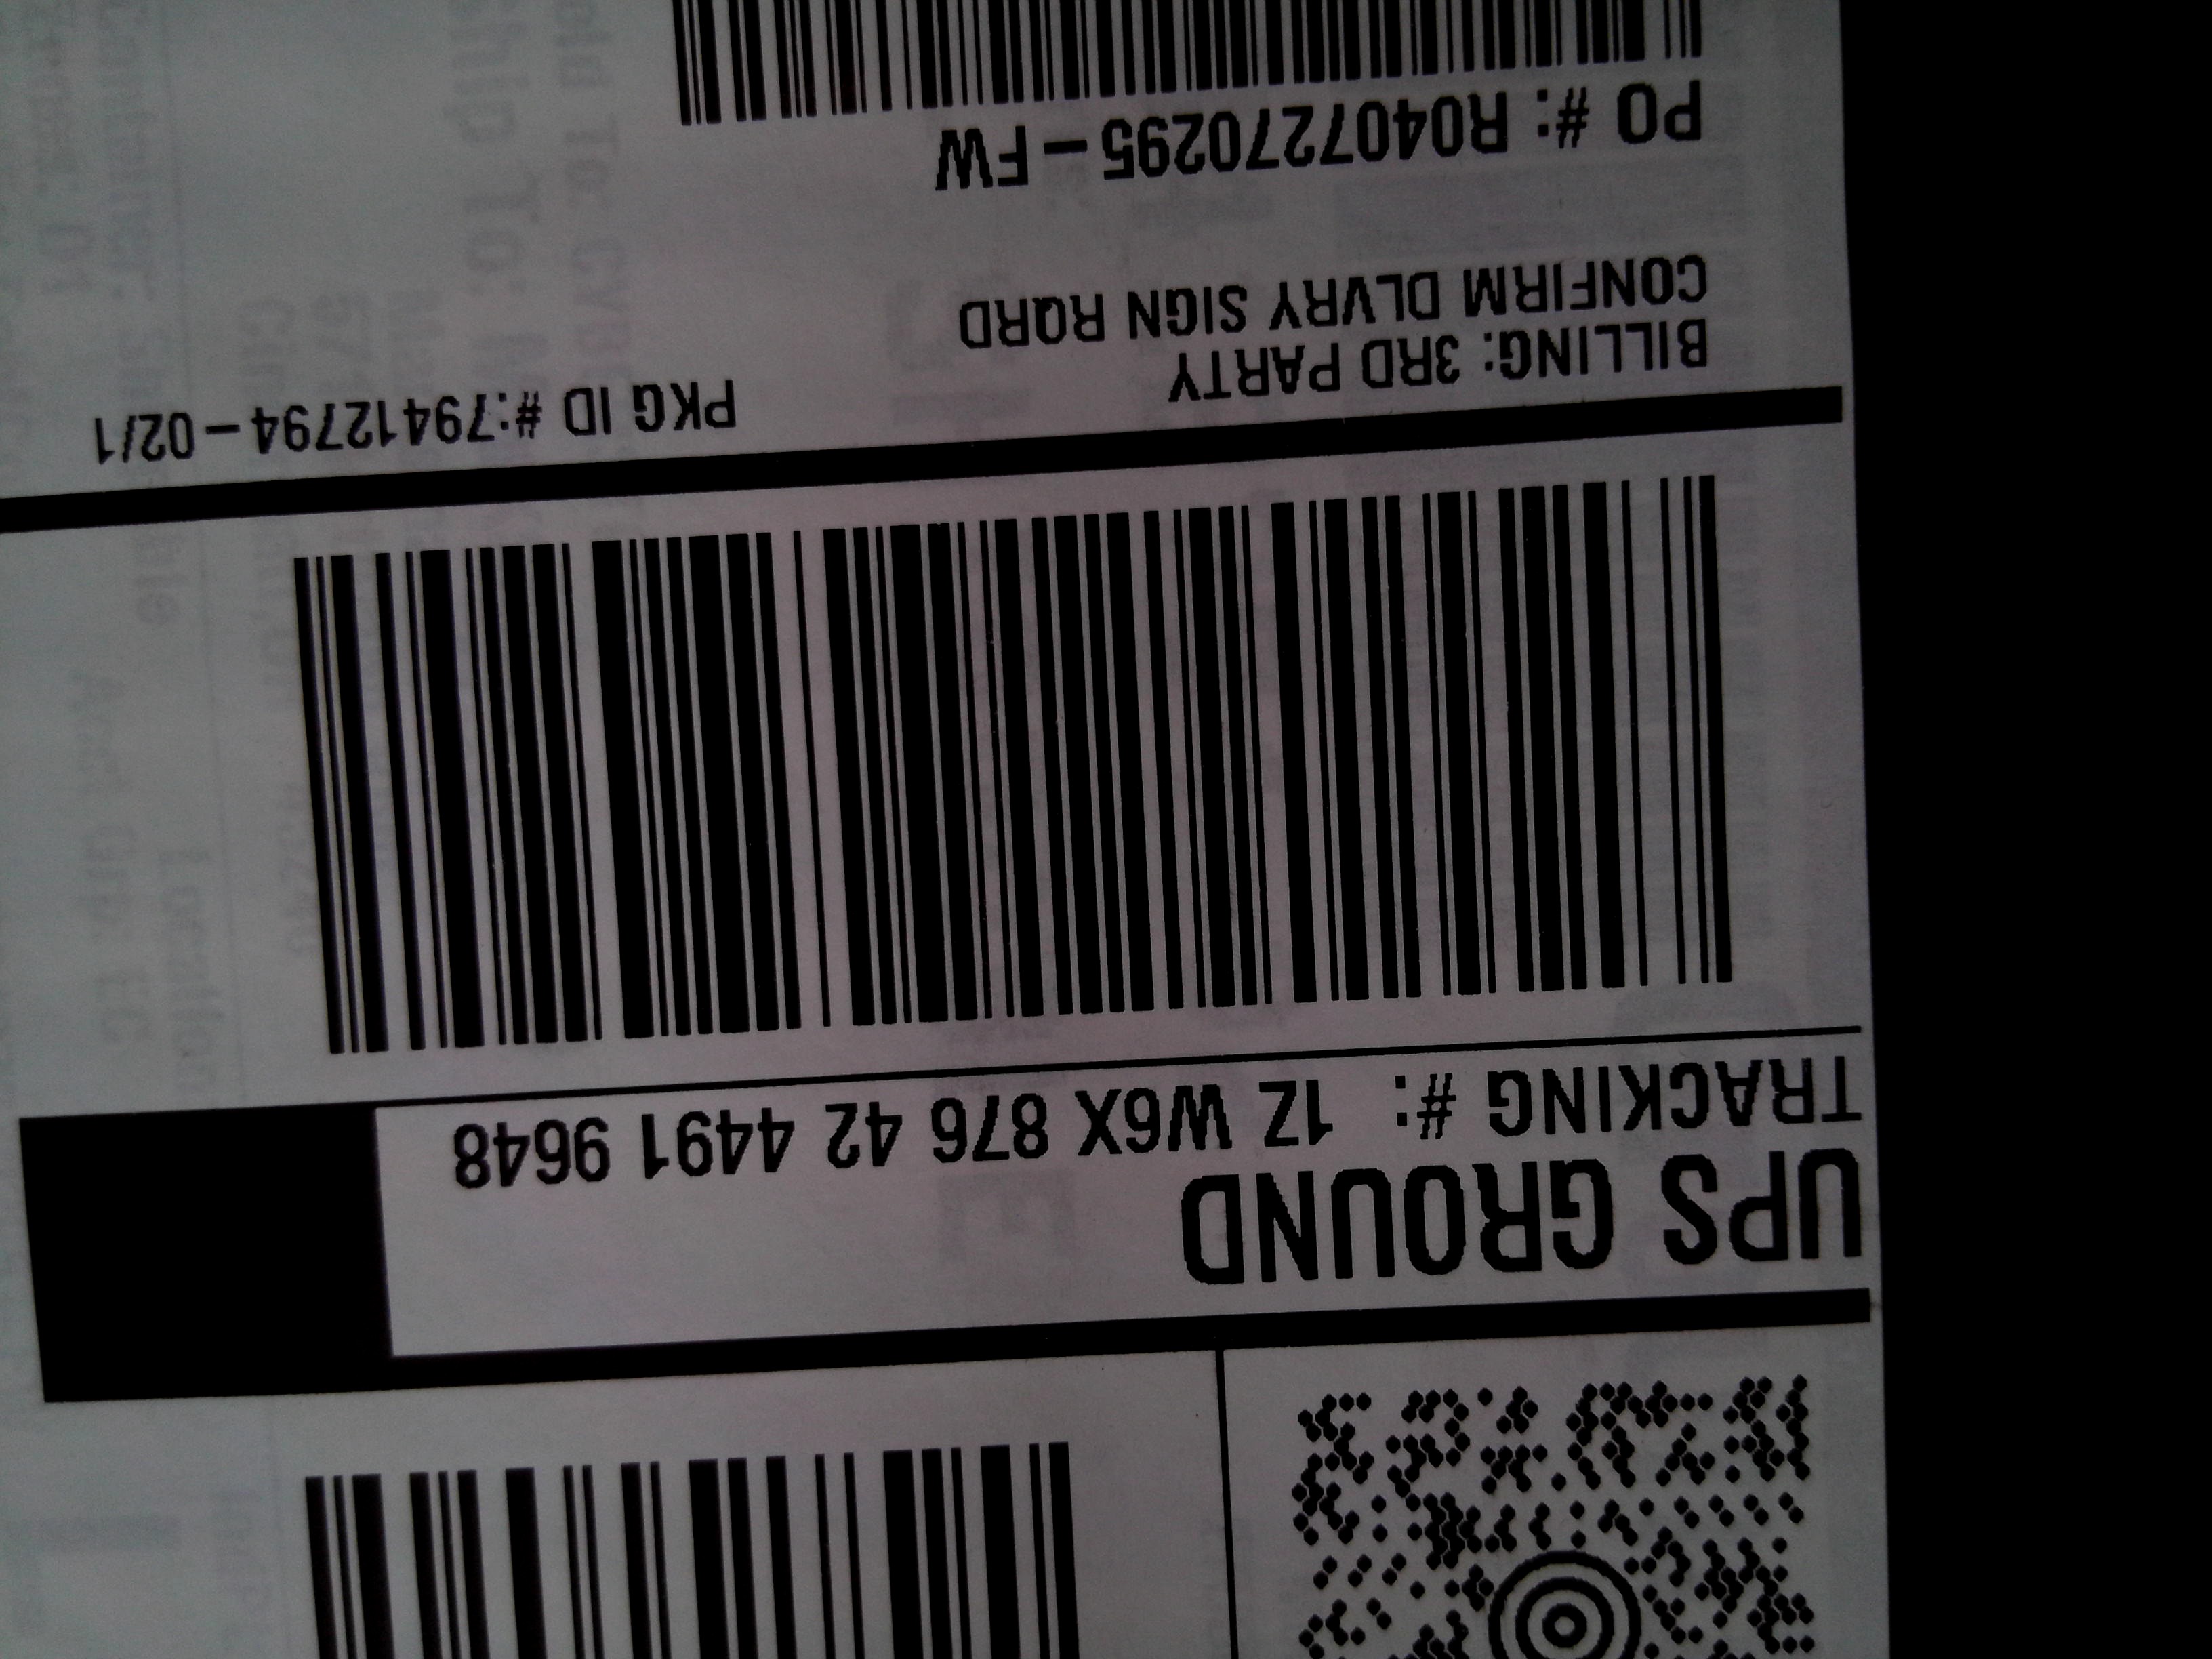 UPS GROUND
TRACKING #: 1Z W6X 876 42 4491 9648
BILLING: 3RD PARTY
CONFIRM DLVRY SIGN RQRD
PKG ID #:79412794-02/1
PO #: R0407270295-FW